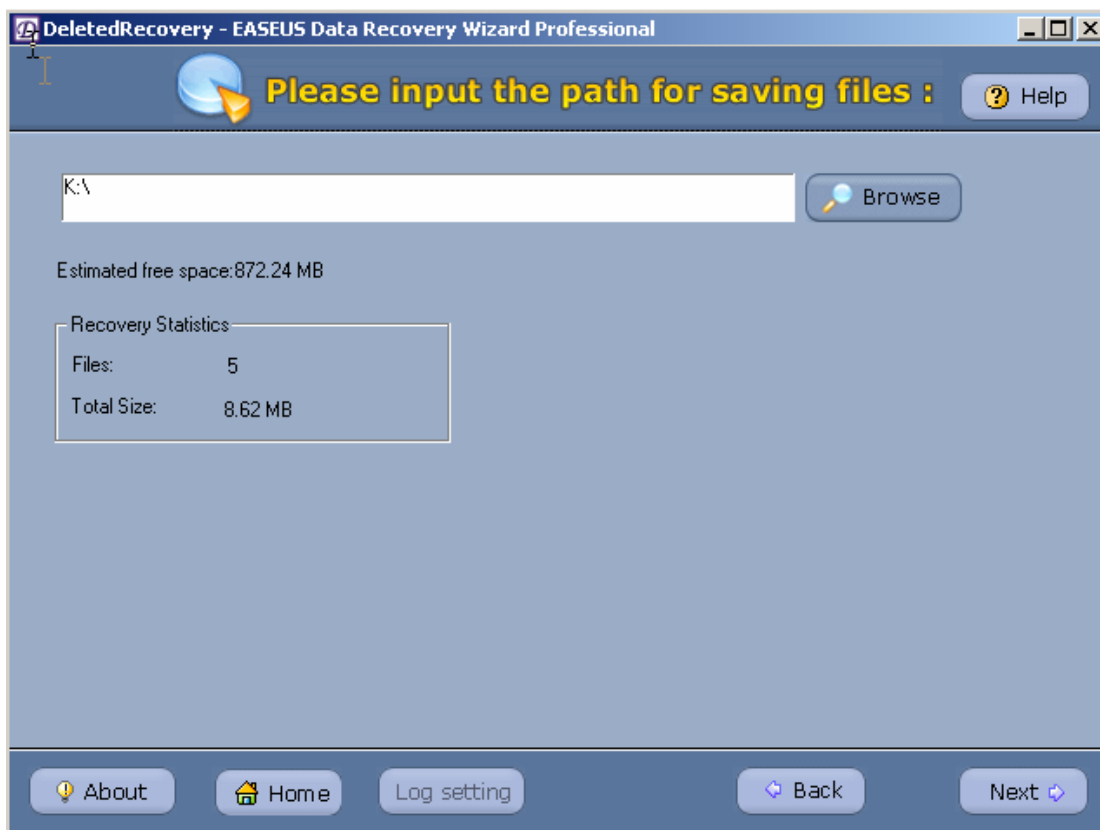 DeletedRecovery - EASEUS Data Recovery Wizard Professional
Please input the path for saving files :
Help
K:\
Browse
Estimated free space:872.24 MB
Recovery Statistics
Files: 5
Total Size: 8.62 MB
About
Home
Log setting
Back
Next